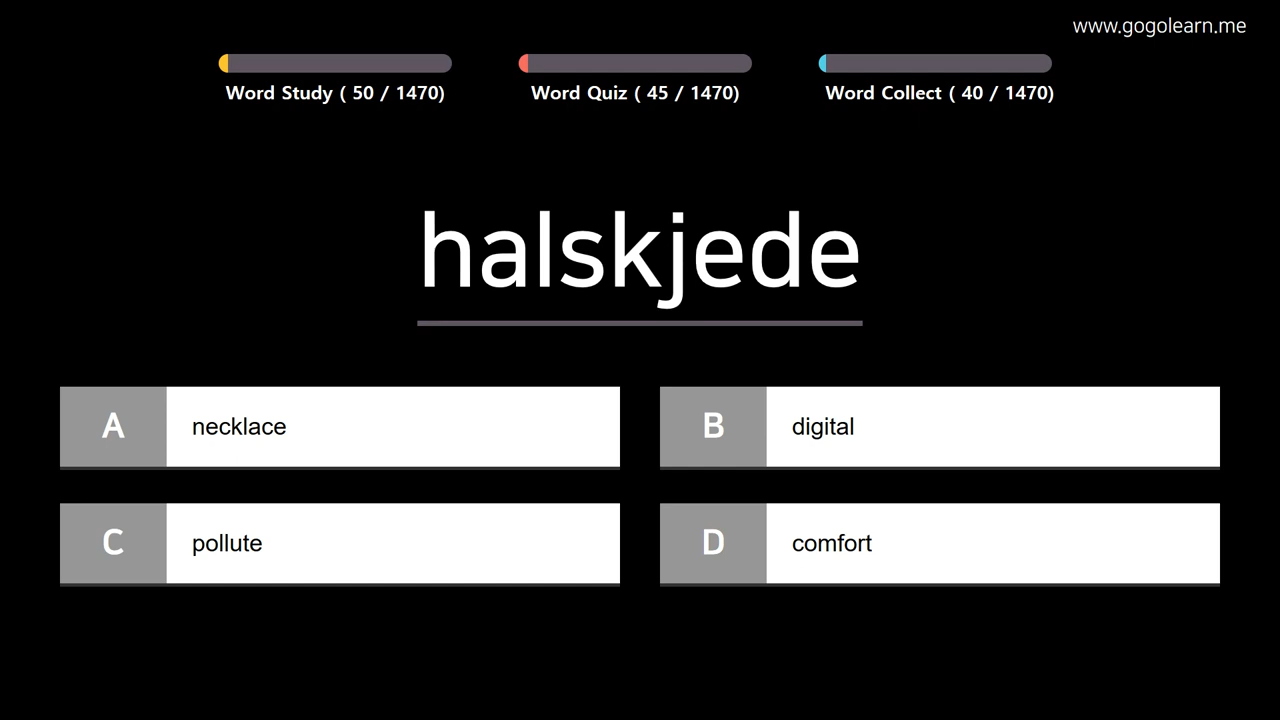 www.gogolearn.me
Word Study ( 50 / 1470)
Word Quiz ( 45 / 1470)
Word Collect ( 40 / 1470)
halskjede
A necklace
B digital
C pollute
D comfort